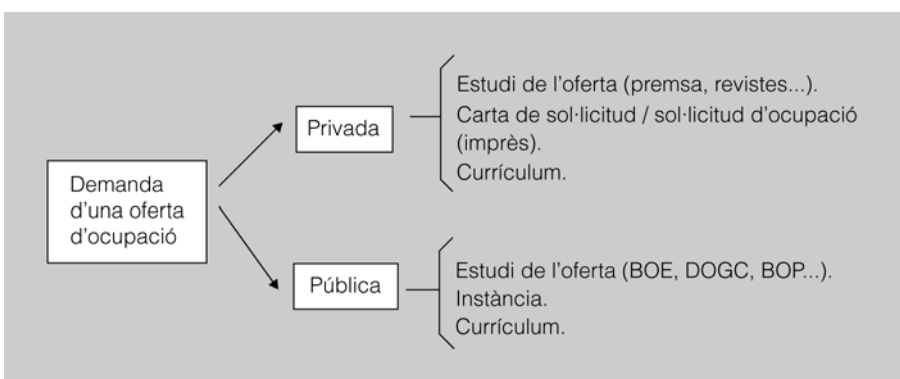 Demanda
d'una oferta
d'ocupació
Privada
Estudi de l'oferta (premsa, revistes...).
Carta de sol·licitud / sol·licitud d'ocupació
(imprès).
Currículum.
Pública
Estudi de l'oferta (BOE, DOGC, BOP...).
Instància.
Currículum.